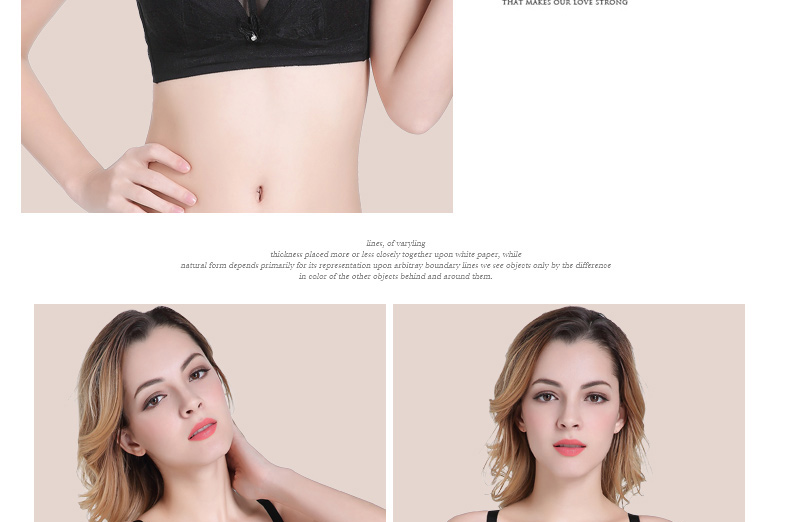 THAT MAKES OUR LOVE STRONG
lines, of varyling
thickness placed more or less closely together upon white paper, while
natural form depends primarily for its representation upon arbitray boundary lines we see objects only by the difference
in color of the other objects behind and around them.